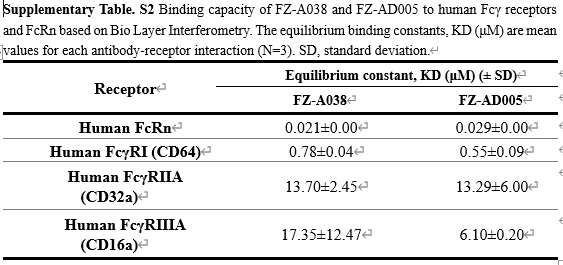 Supplementary Table. S2 Binding capacity of FZ-A038 and FZ-AD005 to human Fcγ receptors
and FcRn based on Bio Layer Interferometry. The equilibrium binding constants, KD (μM) are mean
values for each antibody-receptor interaction (N=3). SD, standard deviation.↵
Receptor↵ Equilibrium constant, KD (μM) (± SD)↵
FZ-A038↵ FZ-AD005↵
Human FcRn↵ 0.021±0.00↵ 0.029±0.00↵
Human FcγRI (CD64)↵ 0.78±0.04↵ 0.55±0.09↵
Human FcγRIIA
(CD32a)↵ 13.70±2.45↵ 13.29±6.00↵
Human FcγRIIIA
(CD16a)↵ 17.35±12.47↵ 6.10±0.20↵